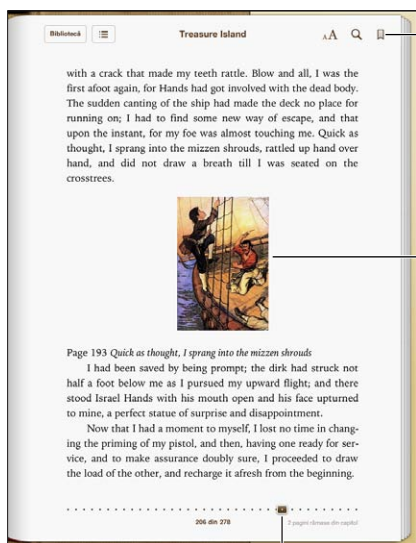 Bibliotecă
Treasure Island
AA
with a crack that made my teeth rattle. Blow and all, I was the
first afoot again, for Hands had got involved with the dead body.
The sudden canting of the ship had made the deck no place for
running on; I had to find some new way of escape, and that
upon the instant, for my foe was almost touching me. Quick as
thought, I sprang into the mizzen shrouds, rattled up hand over
hand, and did not draw a breath till I was seated on the
crosstrees.
Page 193 Quick as thought, I sprang into the mizzen shrouds
I had been saved by being prompt; the dirk had struck not
half a foot below me as I pursued my upward flight; and there
stood Israel Hands with his mouth open and his face upturned
to mine, a perfect statue of surprise and disappointment.
Now that I had a moment to myself, I lost no time in chang-
ing the priming of my pistol, and then, having one ready for ser-
vice, and to make assurance doubly sure, I proceeded to draw
the load of the other, and recharge it afresh from the beginning.
206 din 278
2 pagini rămase din capitol